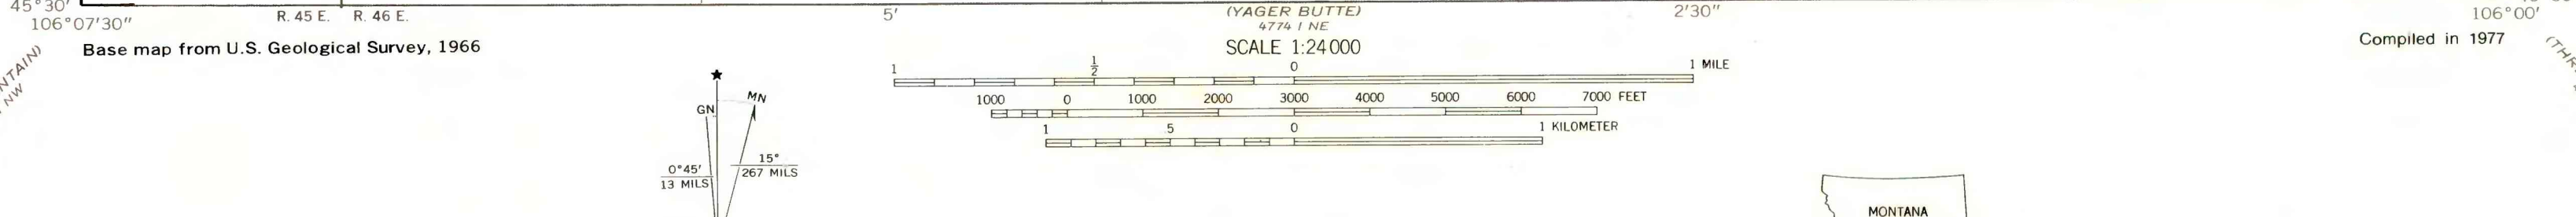 45°30'
R. 45 E. R. 46 E. 5' (YAGER BUTTE) 2'30"
106°07'30" 4774 I NE 106°00'
Base map from U.S. Geological Survey, 1966 SCALE 1:24 000 Compiled in 1977
NTAIN)
NW
(THR
1 1/2 0 1 MILE
1000 0 1000 2000 3000 4000 5000 6000 7000 FEET
1 .5 0 1 KILOMETER
MN
GN
0°45'
13 MILS
15°
267 MILS
MONTANA